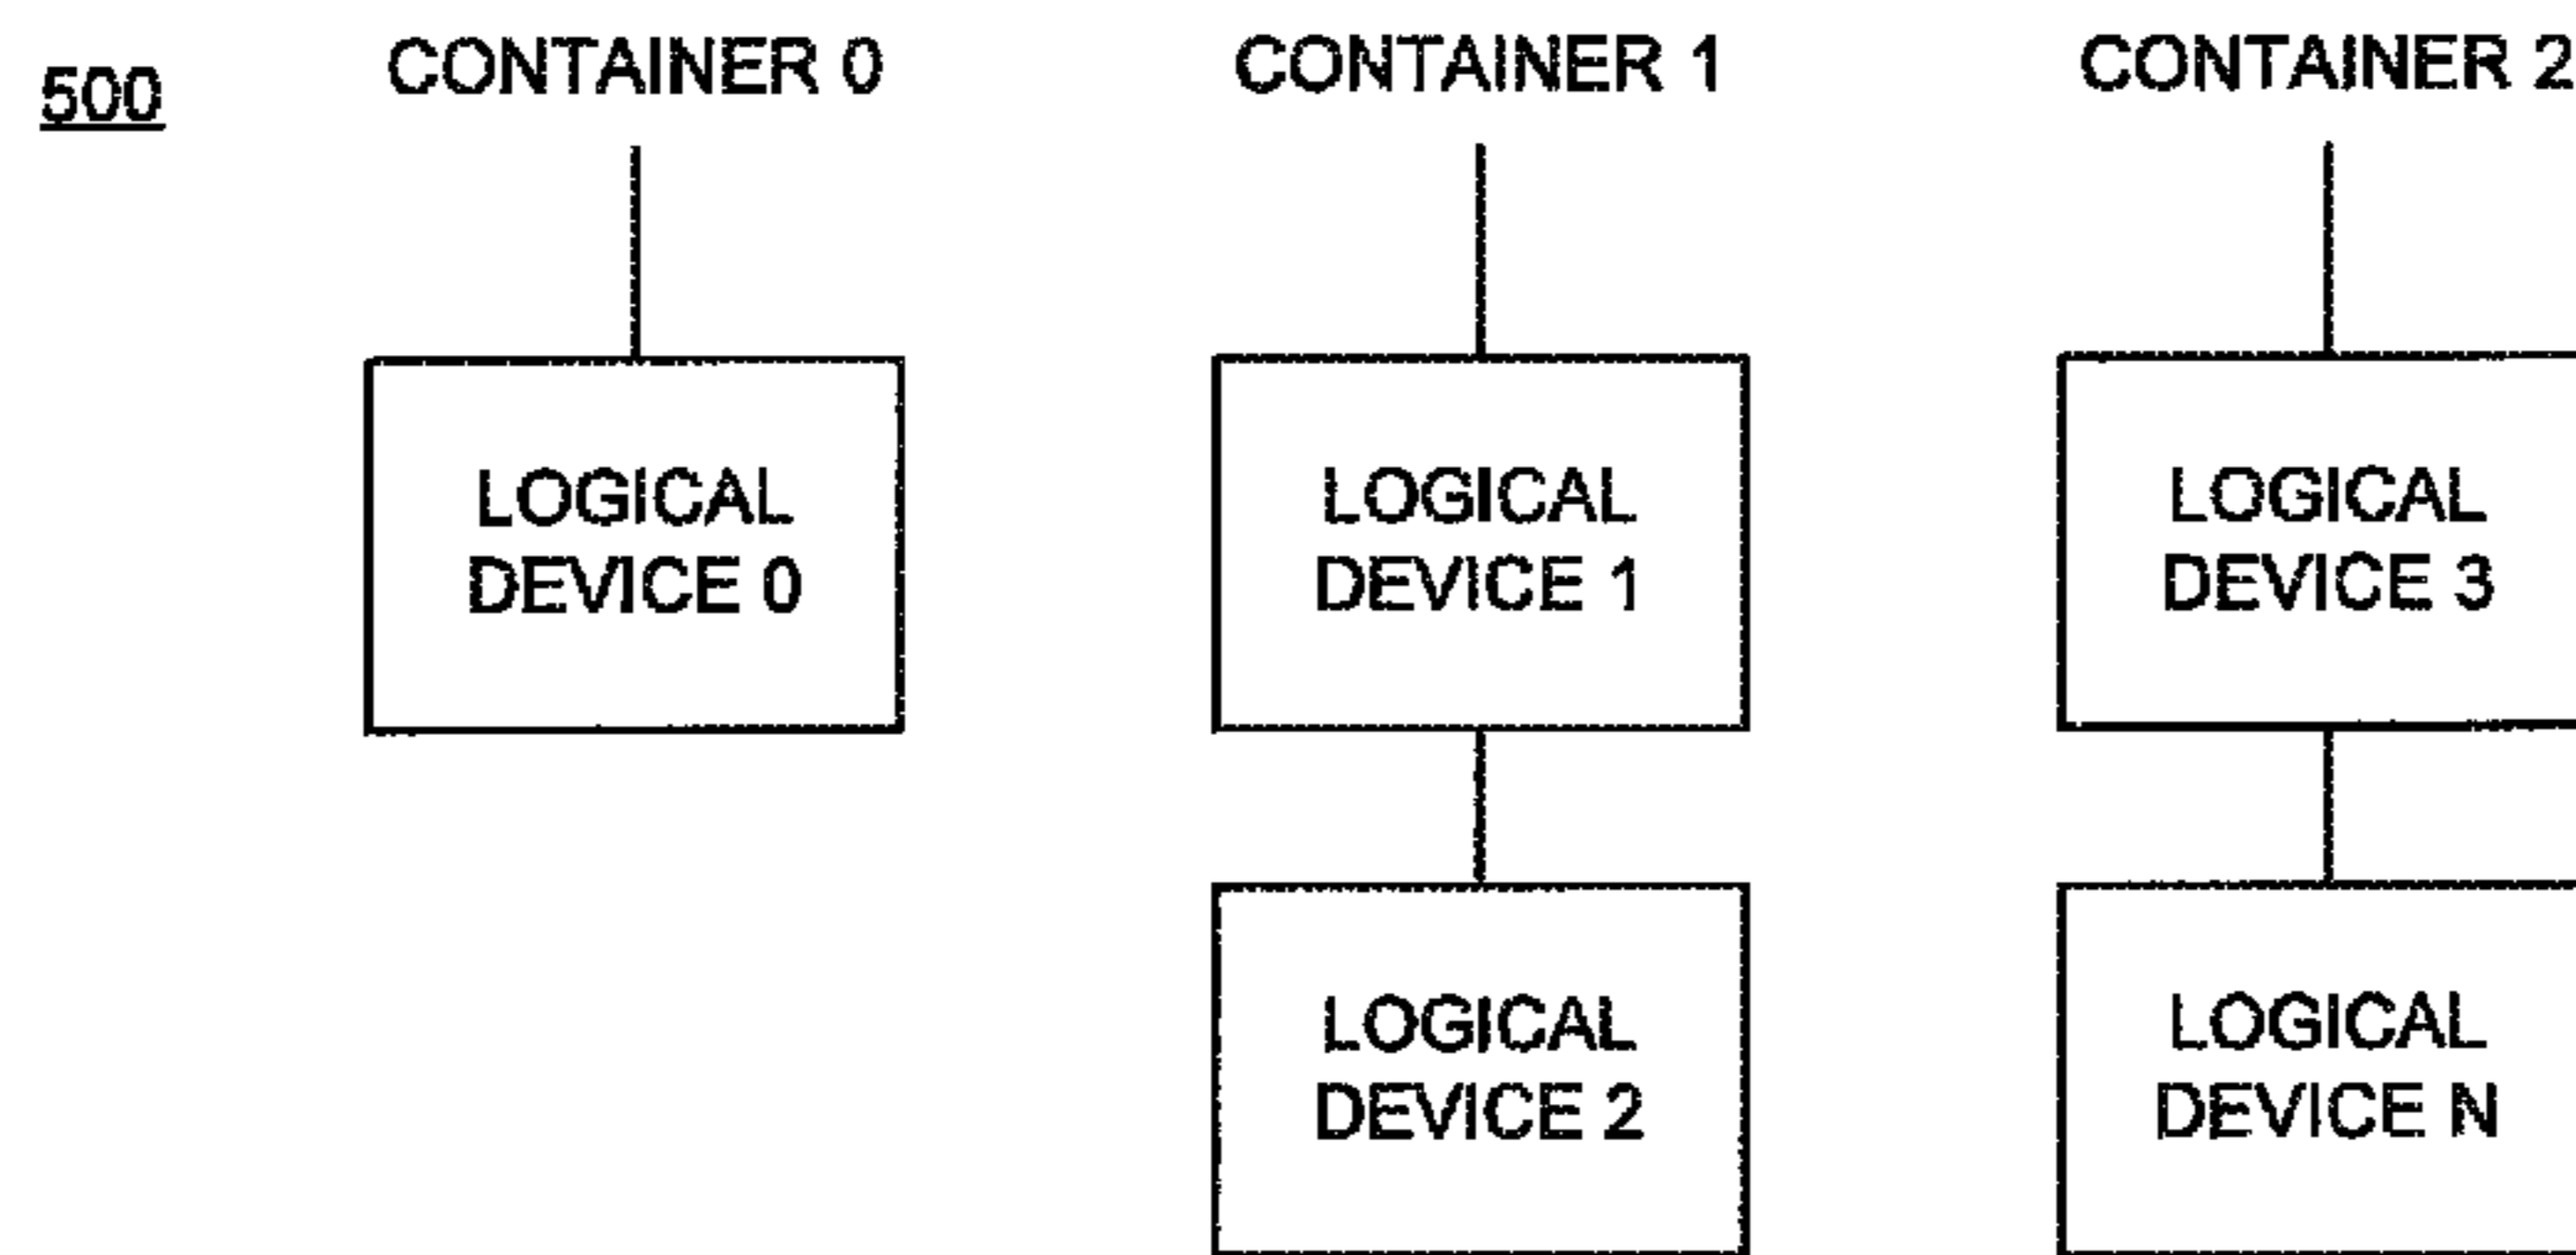 500
CONTAINER 0
CONTAINER 1
CONTAINER 2
LOGICAL
DEVICE 0
LOGICAL
DEVICE 1
LOGICAL
DEVICE 3
LOGICAL
DEVICE 2
LOGICAL
DEVICE N